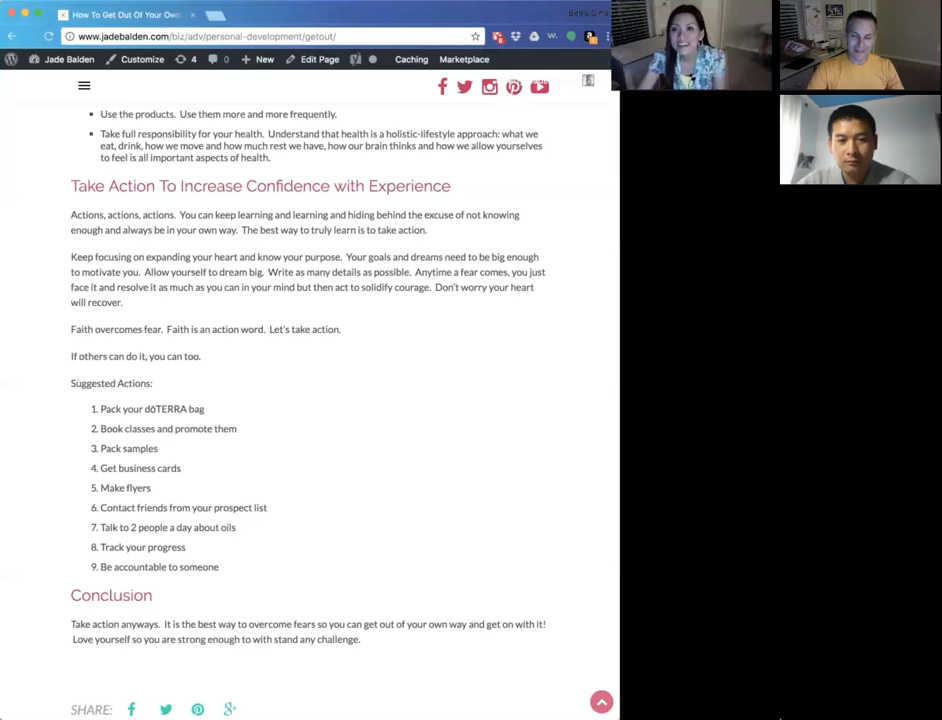 How To Get Out Of Your Own
www.jadebalden.com/biz/adv/personal-development/getout/
Jade Balden Customize 4 0 New Edit Page Caching Marketplace
Use the products. Use them more and more frequently.
Take full responsibility for your health. Understand that health is a holistic-lifestyle approach: what we
eat, drink, how we move and how much rest we have, how our brain thinks and how we allow yourselves
to feel is all important aspects of health.
Take Action To Increase Confidence with Experience
Actions, actions, actions. You can keep learning and learning and hiding behind the excuse of not knowing
enough and always be in your own way. The best way to truly learn is to take action.
Keep focusing on expanding your heart and know your purpose. Your goals and dreams need to be big enough
to motivate you. Allow yourself to dream big. Write as many details as possible. Anytime a fear comes, you just
face it and resolve it as much as you can in your mind but then act to solidify courage. Don't worry your heart
will recover.
Faith overcomes fear. Faith is an action word. Let's take action.
If others can do it, you can too.
Suggested Actions:
1. Pack your dōTERRA bag
2. Book classes and promote them
3. Pack samples
4. Get business cards
5. Make flyers
6. Contact friends from your prospect list
7. Talk to 2 people a day about oils
8. Track your progress
9. Be accountable to someone
Conclusion
Take action anyways. It is the best way to overcome fears so you can get out of your own way and get on with it!
Love yourself so you are strong enough to with stand any challenge.
SHARE: